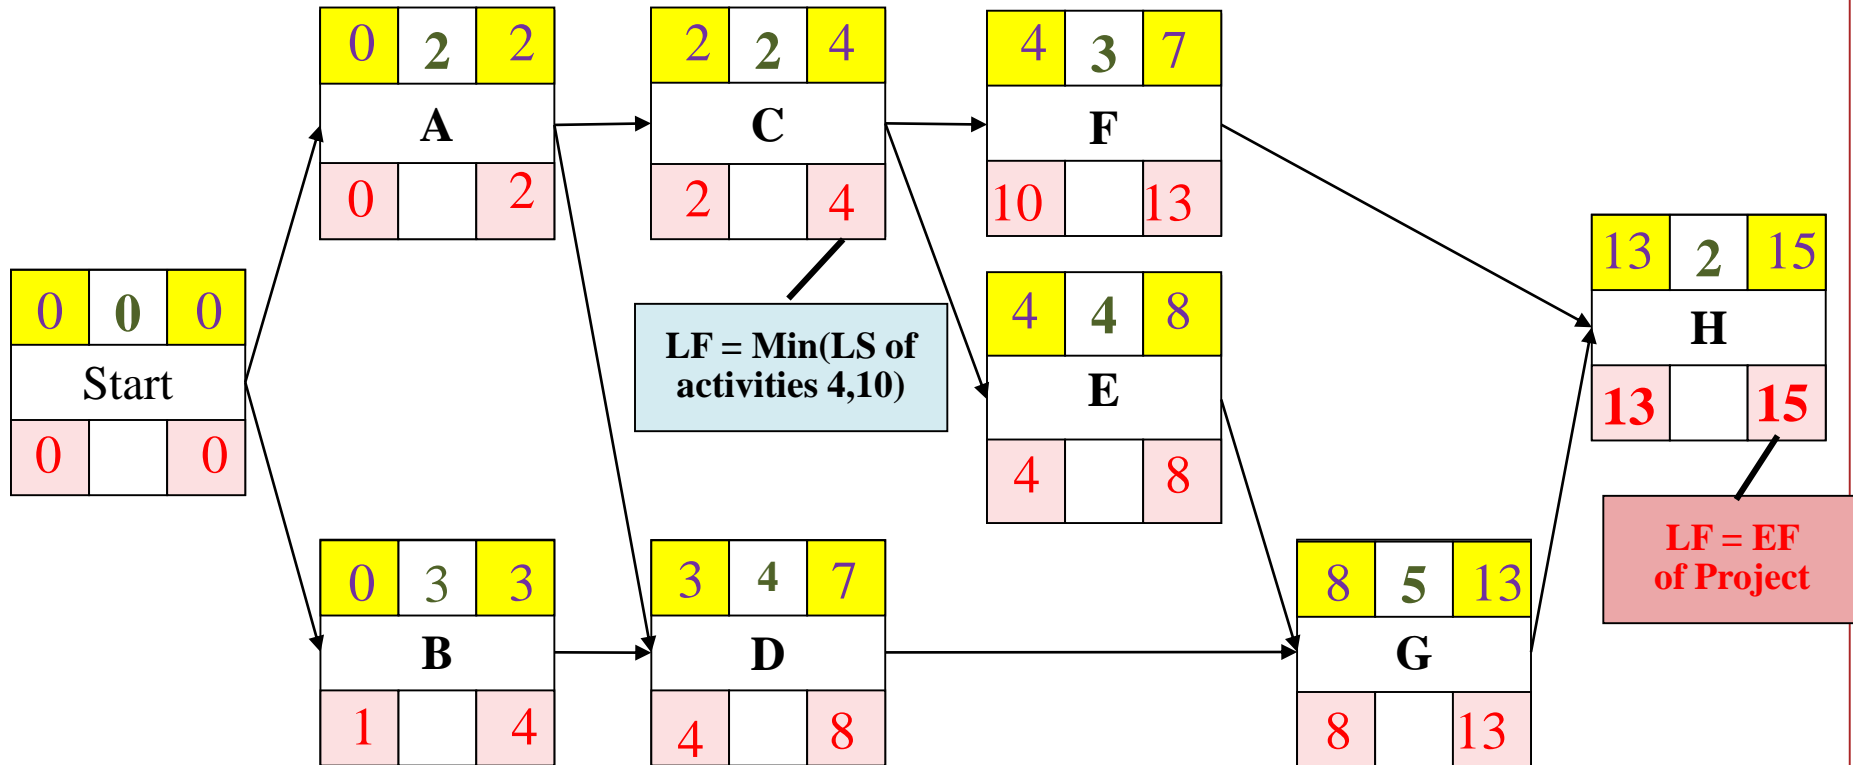 0 2 2
A
0 2
2 2 4
C
2 4
4 3 7
F
10 13
0 0 0
Start
0 0
LF = Min(LS of
activities 4,10)
4 4 8
E
4 8
13 2 15
H
13 15
LF = EF
of Project
0 3 3
B
1 4
3 4 7
D
4 8
8 5 13
G
8 13